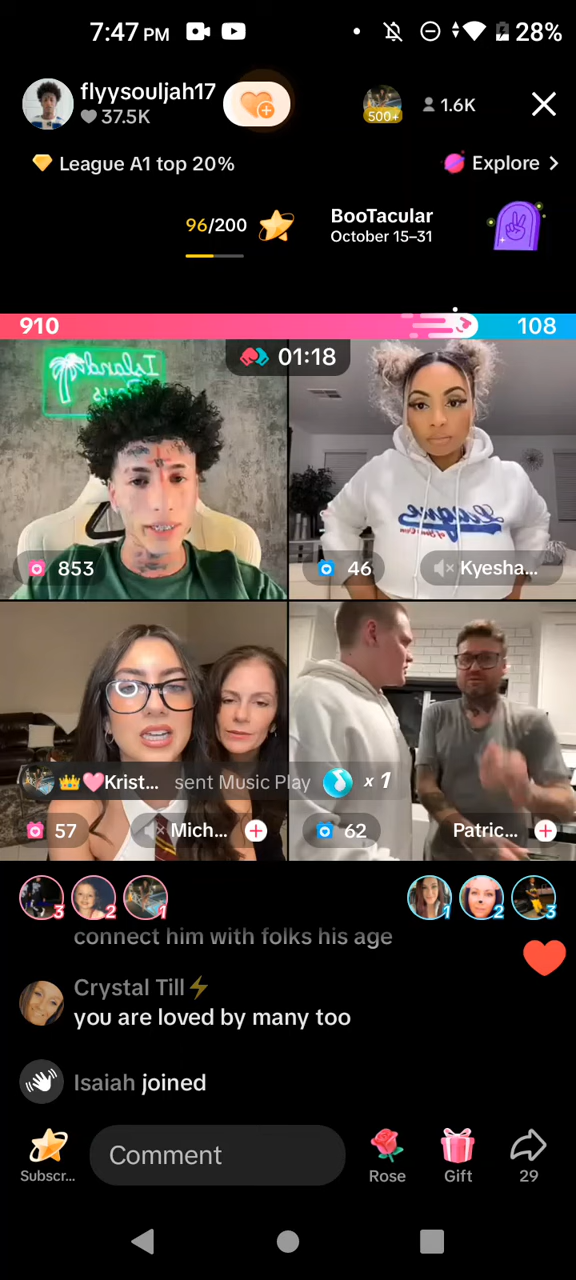 7:47 PM
28%
flyysouljah17
37.5K
500+
1.6K
League A1 top 20%
Explore >
96/200
BooTacular
October 15–31
910
108
01:18
Island
Boys
League
853
46
Kyesha...
👑🩷Krist... sent Music Play x 1
57
Mich...
62
Patric...
3
2
1
1
2
3
connect him with folks his age
Crystal Till⚡
you are loved by many too
Isaiah joined
Subscr...
Comment
Rose
Gift
29